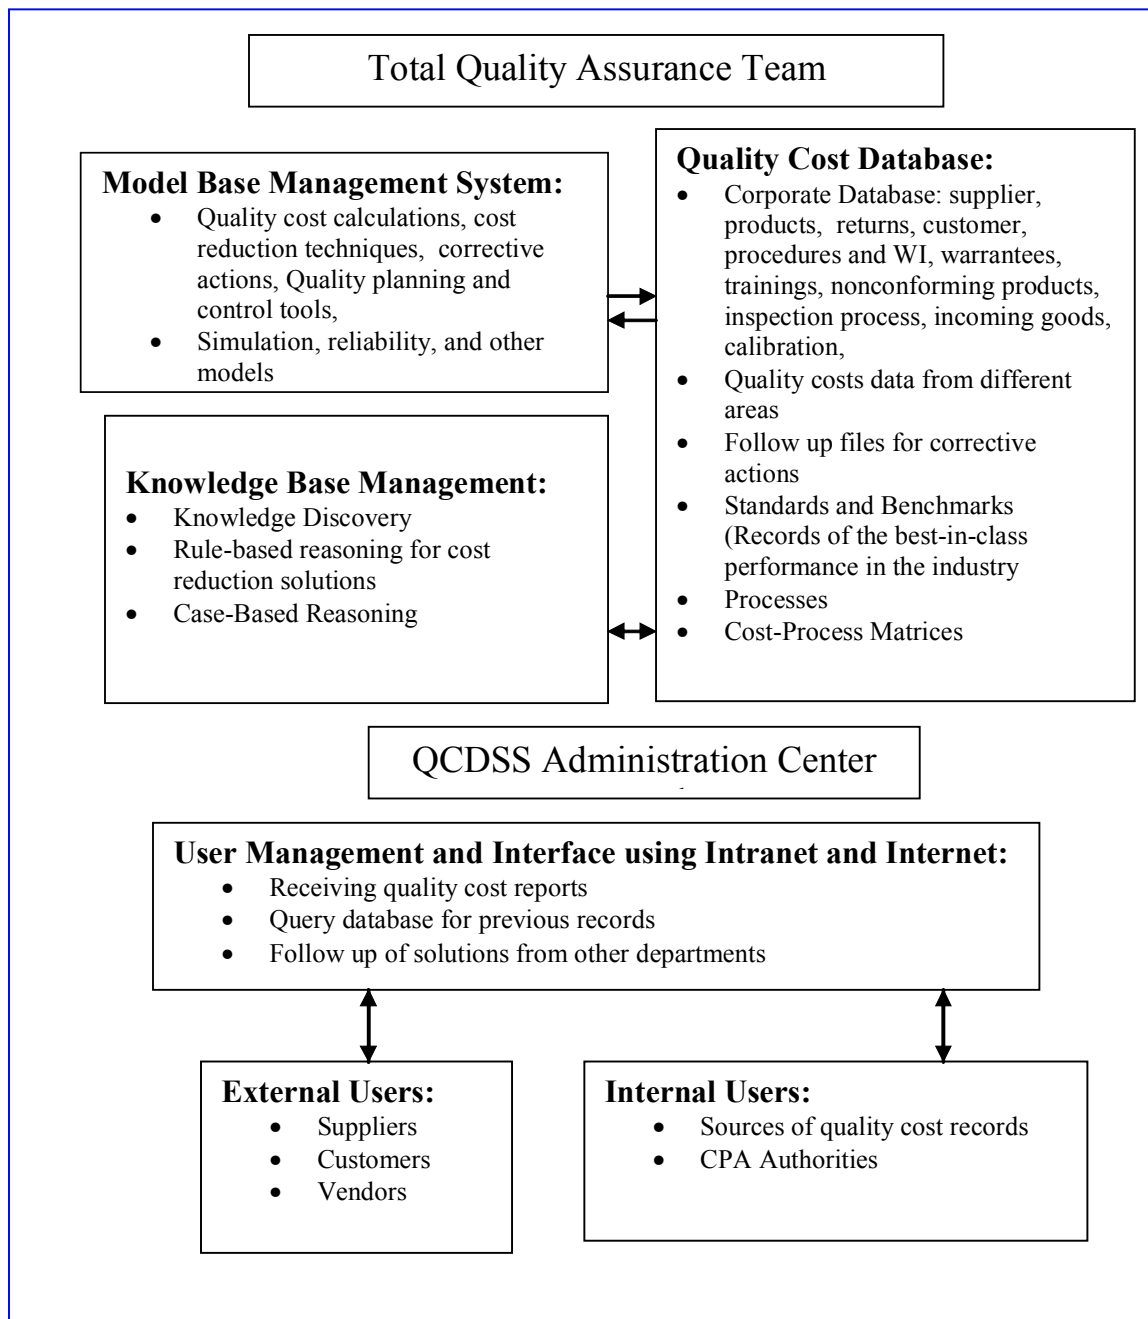 Total Quality Assurance Team
Model Base Management System:
• Quality cost calculations, cost
reduction techniques, corrective
actions, Quality planning and
control tools,
• Simulation, reliability, and other
models
Quality Cost Database:
• Corporate Database: supplier,
products, returns, customer,
procedures and WI, warrantees,
trainings, nonconforming products,
inspection process, incoming goods,
calibration,
• Quality costs data from different
areas
• Follow up files for corrective
actions
• Standards and Benchmarks
(Records of the best-in-class
performance in the industry
• Processes
• Cost-Process Matrices
Knowledge Base Management:
• Knowledge Discovery
• Rule-based reasoning for cost
reduction solutions
• Case-Based Reasoning
QCDSS Administration Center
User Management and Interface using Intranet and Internet:
• Receiving quality cost reports
• Query database for previous records
• Follow up of solutions from other departments
External Users:
• Suppliers
• Customers
• Vendors
Internal Users:
• Sources of quality cost records
• CPA Authorities